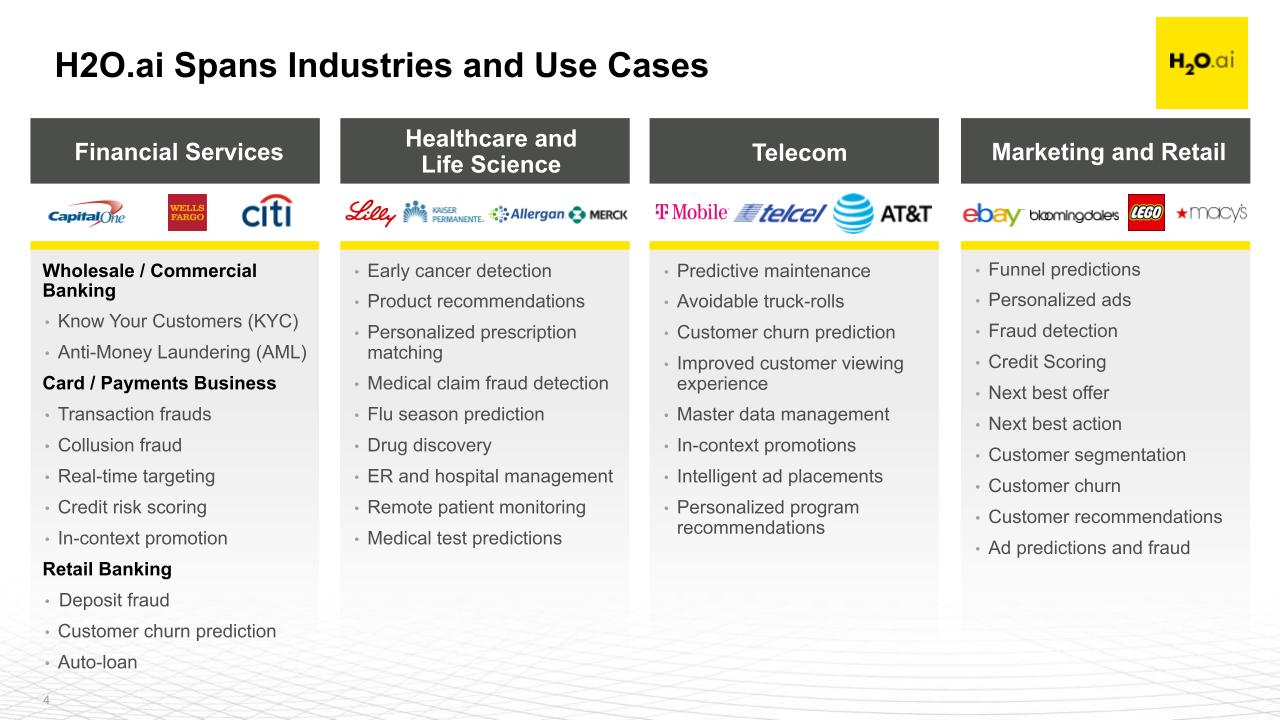 H2O.ai Spans Industries and Use Cases
H2O.ai
Financial Services
CapitalOne
WELLS
FARGO
citi
Wholesale / Commercial
Banking
• Know Your Customers (KYC)
• Anti-Money Laundering (AML)
Card / Payments Business
• Transaction frauds
• Collusion fraud
• Real-time targeting
• Credit risk scoring
• In-context promotion
Retail Banking
• Deposit fraud
• Customer churn prediction
• Auto-loan
Healthcare and
Life Science
Lilly
KAISER
PERMANENTE.
Allergan
MERCK
• Early cancer detection
• Product recommendations
• Personalized prescription
matching
• Medical claim fraud detection
• Flu season prediction
• Drug discovery
• ER and hospital management
• Remote patient monitoring
• Medical test predictions
Telecom
T Mobile
telcel
AT&T
• Predictive maintenance
• Avoidable truck-rolls
• Customer churn prediction
• Improved customer viewing
experience
• Master data management
• In-context promotions
• Intelligent ad placements
• Personalized program
recommendations
Marketing and Retail
ebay
bloomingdales
LEGO
macy's
• Funnel predictions
• Personalized ads
• Fraud detection
• Credit Scoring
• Next best offer
• Next best action
• Customer segmentation
• Customer churn
• Customer recommendations
• Ad predictions and fraud
4